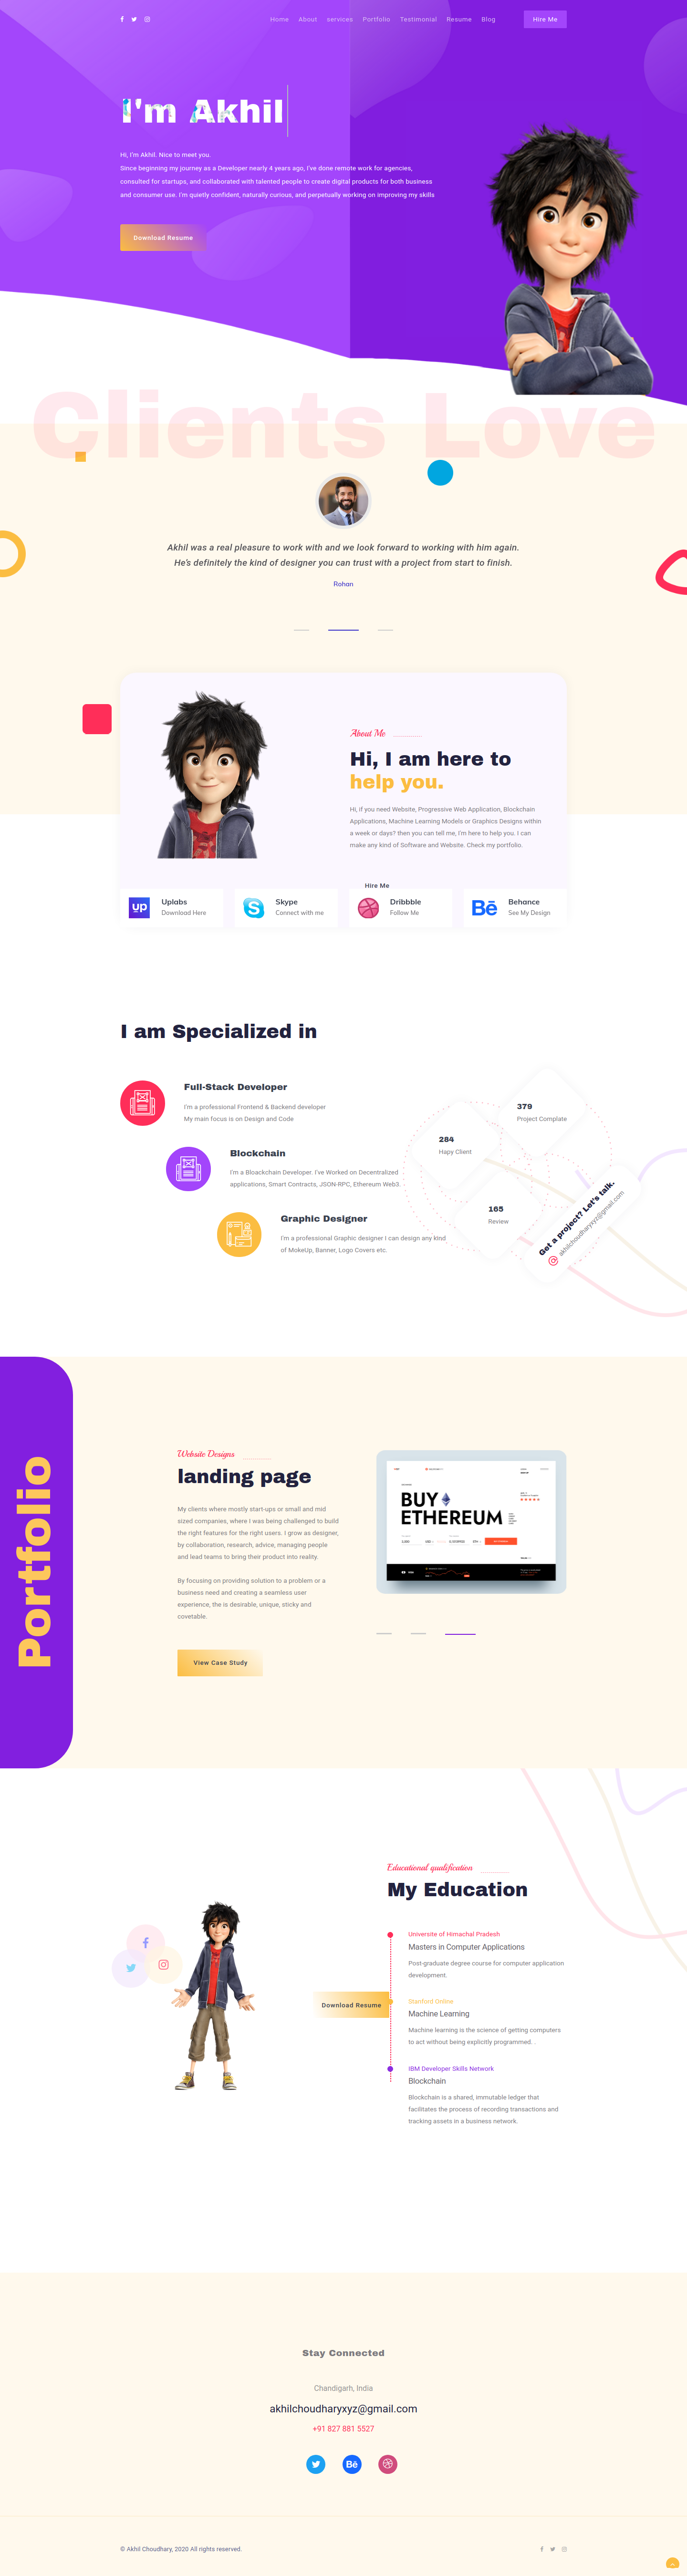 Home About services Portfolio Testimonial Resume Blog Hire Me
I'm Akhil
Hi, I'm Akhil. Nice to meet you.
Since beginning my journey as a Developer nearly 4 years ago, I've done remote work for agencies,
consulted for startups, and collaborated with talented people to create digital products for both business
and consumer use. I'm quietly confident, naturally curious, and perpetually working on improving my skills
Download Resume
Clients Love
Akhil was a real pleasure to work with and we look forward to working with him again.
He's definitely the kind of designer you can trust with a project from start to finish.
Rohan
About Me
Hi, I am here to
help you.
Hi, if you need Website, Progressive Web Application, Blockchain
Applications, Machine Learning Models or Graphics Designs within
a week or days? then you can tell me, I'm here to help you. I can
make any kind of Software and Website. Check my portfolio.
Hire Me
up
Uplabs
Download Here
Skype
Connect with me
Dribbble
Follow Me
Bē
Behance
See My Design
I am Specialized in
Full-Stack Developer
I'm a professional Frontend & Backend developer
My main focus is on Design and Code
Blockchain
I'm a Bloackchain Developer. I've Worked on Decentralized
applications, Smart Contracts, JSON-RPC, Ethereum Web3.
Graphic Designer
I'm a professional Graphic designer I can design any kind
of MokeUp, Banner, Logo Covers etc.
379
Project Complate
284
Hapy Client
165
Review
Get a project? Let's talk.
akhilchoudharyxyz@gmail.com
Portfolio
Website Designs
landing page
My clients where mostly start-ups or small and mid
sized companies, where I was being challenged to build
the right features for the right users. I grow as designer,
by collaboration, research, advice, managing people
and lead teams to bring their product into reality.
By focusing on providing solution to a problem or a
business need and creating a seamless user
experience, the is desirable, unique, sticky and
covetable.
View Case Study
BUY
ETHEREUM
Educational qualification
My Education
Universite of Himachal Pradesh
Masters in Computer Applications
Post-graduate degree course for computer application
development.
Download Resume
Stanford Online
Machine Learning
Machine learning is the science of getting computers
to act without being explicitly programmed. .
IBM Developer Skills Network
Blockchain
Blockchain is a shared, immutable ledger that
facilitates the process of recording transactions and
tracking assets in a business network.
Stay Connected
Chandigarh, India
akhilchoudharyxyz@gmail.com
+91 827 881 5527
Bē
© Akhil Choudhary, 2020 All rights reserved.